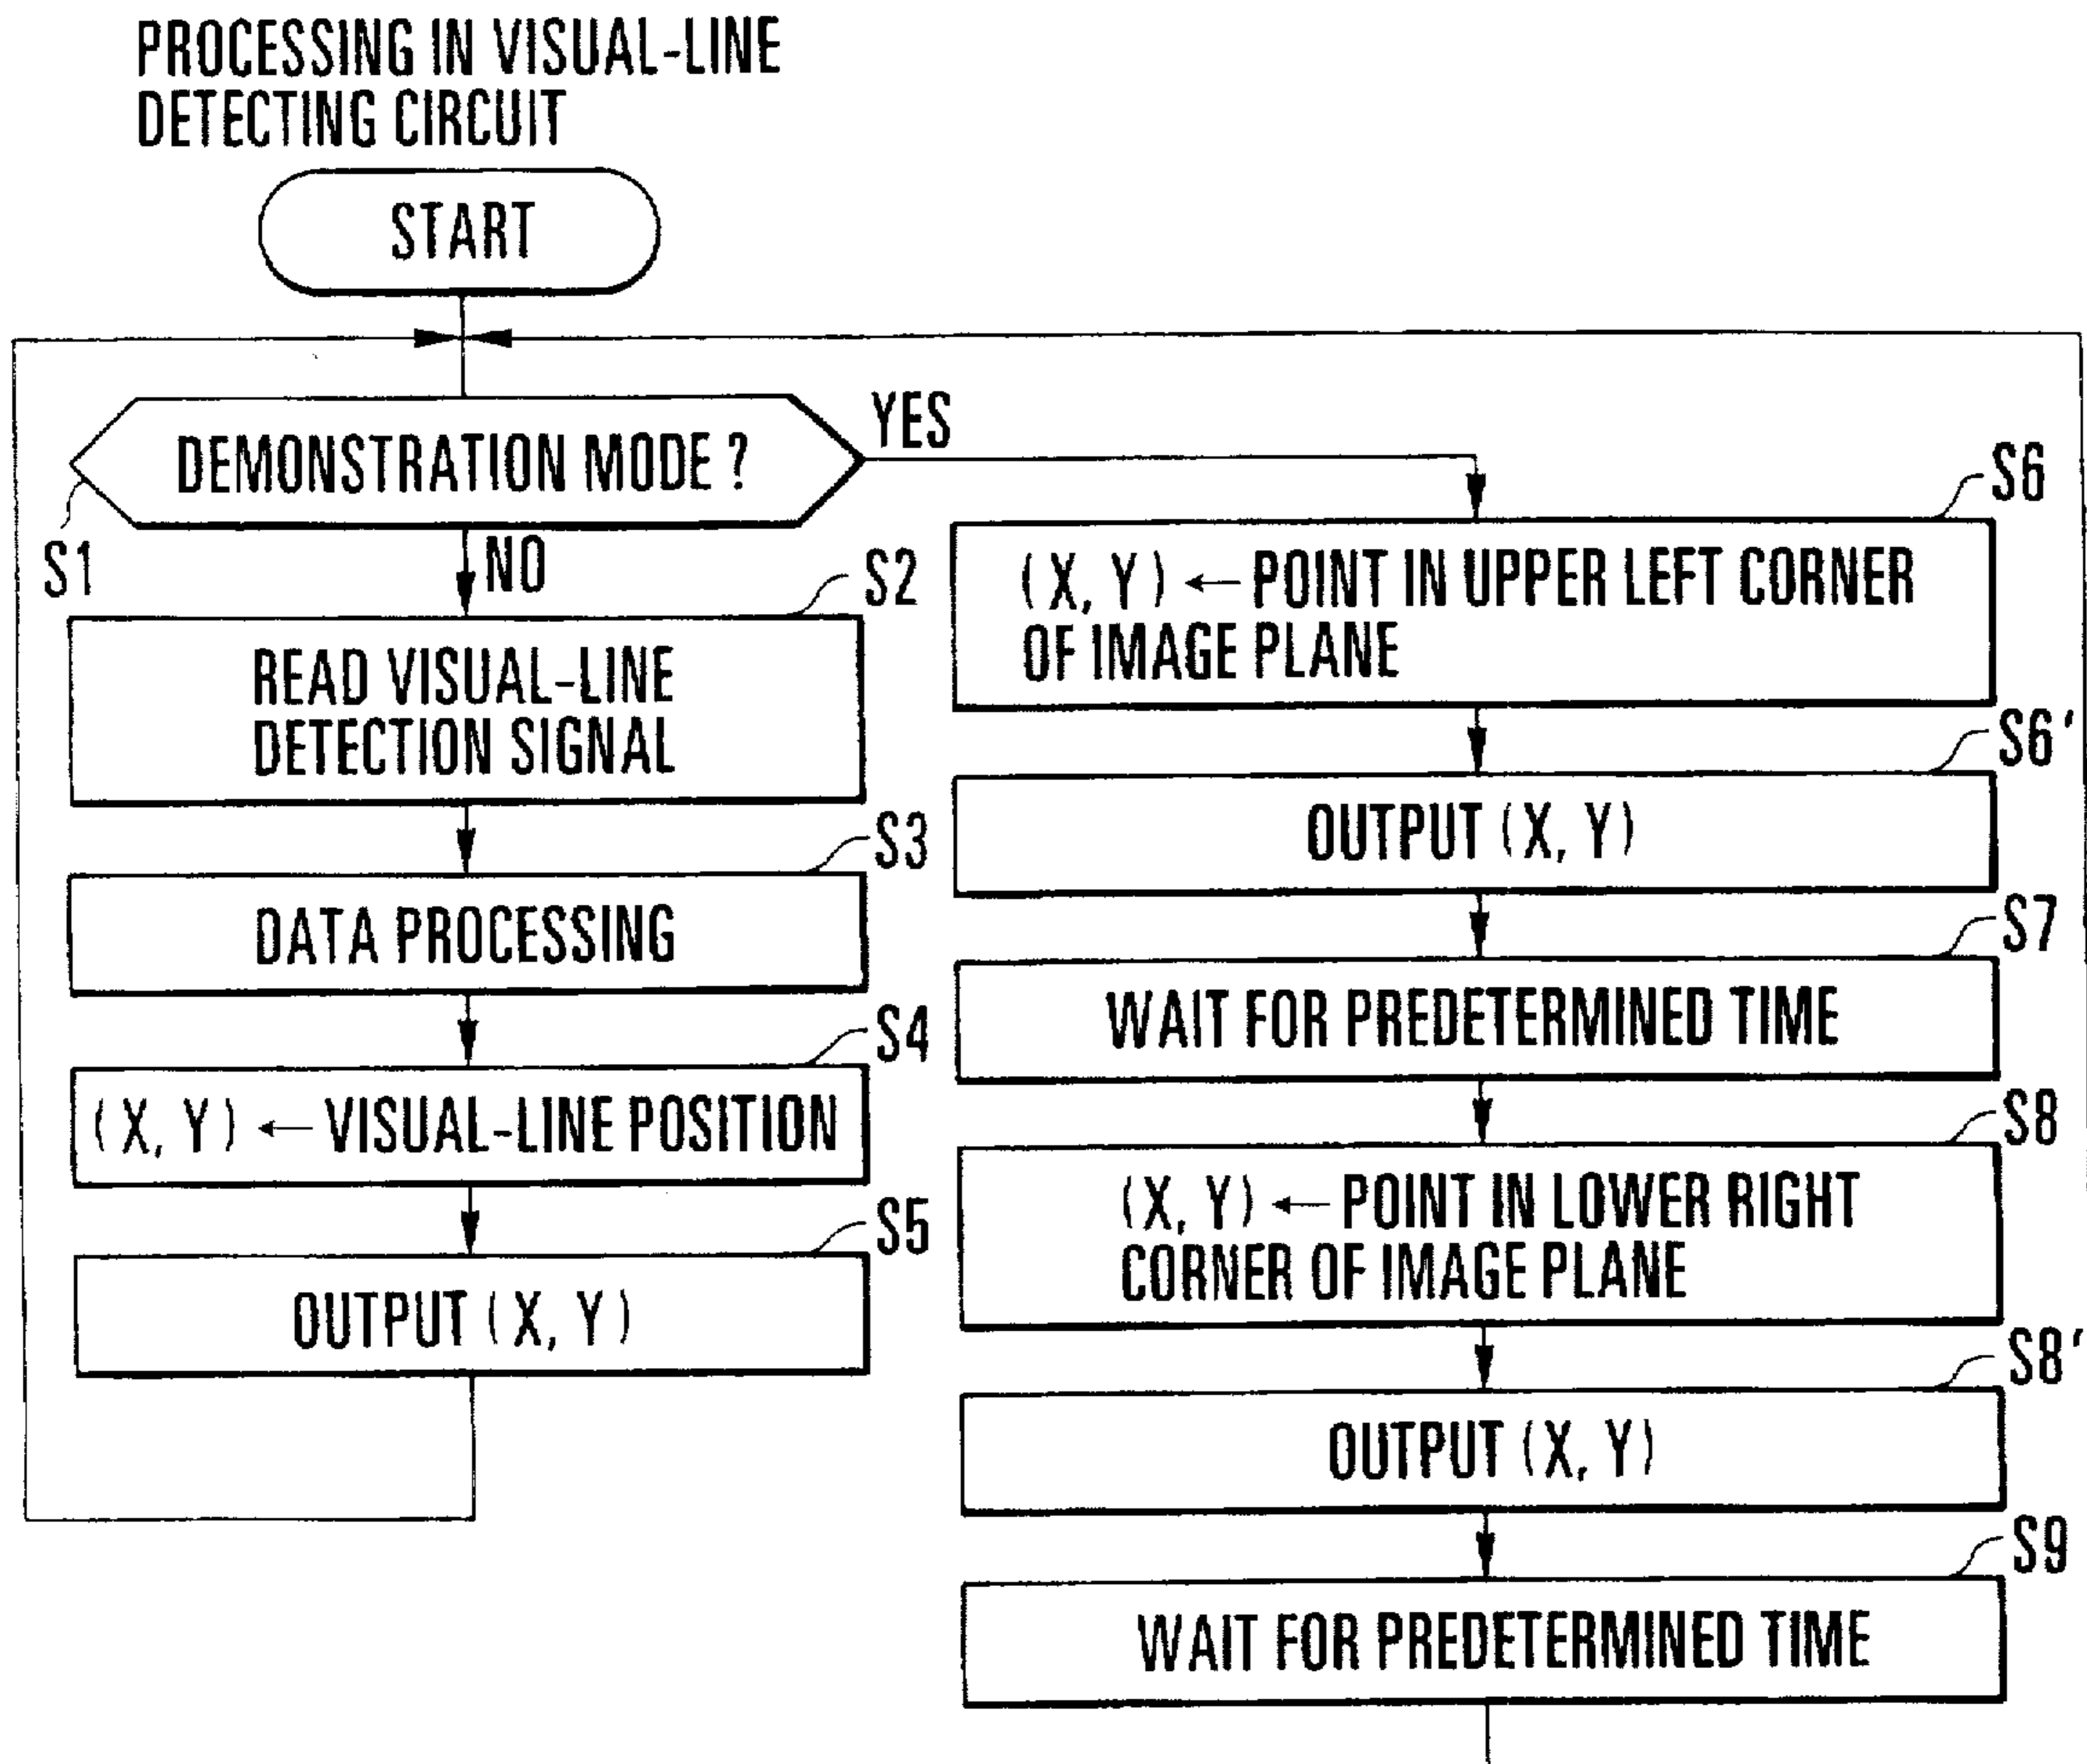 PROCESSING IN VISUAL-LINE
DETECTING CIRCUIT
START
DEMONSTRATION MODE ?
YES
S1
NO
S2
READ VISUAL-LINE
DETECTION SIGNAL
S3
DATA PROCESSING
S4
(X, Y) ← VISUAL-LINE POSITION
S5
OUTPUT (X, Y)
S6
(X, Y) ← POINT IN UPPER LEFT CORNER
OF IMAGE PLANE
S6'
OUTPUT (X, Y)
S7
WAIT FOR PREDETERMINED TIME
S8
(X, Y) ← POINT IN LOWER RIGHT
CORNER OF IMAGE PLANE
S8'
OUTPUT (X, Y)
S9
WAIT FOR PREDETERMINED TIME